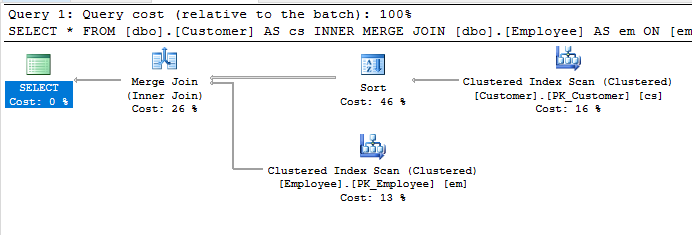 Query 1: Query cost (relative to the batch): 100%
SELECT * FROM [dbo].[Customer] AS cs INNER MERGE JOIN [dbo].[Employee] AS em ON [em
SELECT
Cost: 0 %
Merge Join
(Inner Join)
Cost: 26 %
Sort
Cost: 46 %
Clustered Index Scan (Clustered)
[Customer].[PK_Customer] [cs]
Cost: 16 %
Clustered Index Scan (Clustered)
[Employee].[PK_Employee] [em]
Cost: 13 %